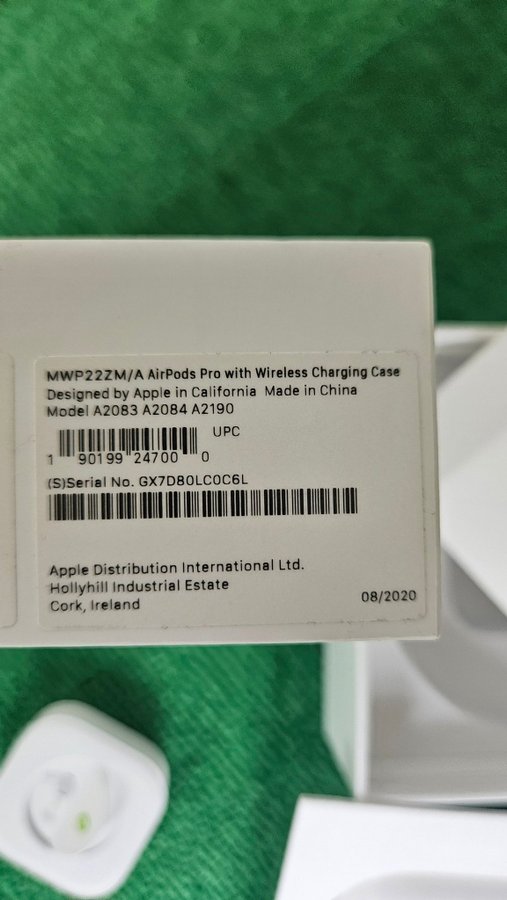 MWP22ZM/A AirPods Pro with Wireless Charging Case
Designed by Apple in California Made in China
Model A2083 A2084 A2190
UPC
1 90199 24700 0
(S)Serial No. GX7D80LC0C6L
Apple Distribution International Ltd.
Hollyhill Industrial Estate
Cork, Ireland
08/2020